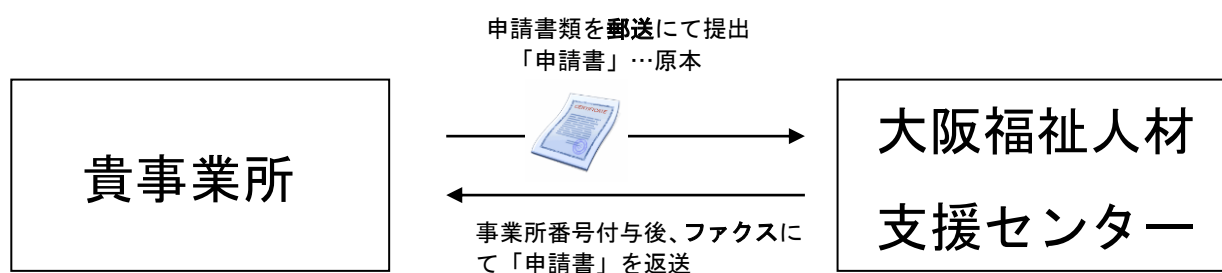 申請書類を郵送にて提出
「申請書」…原本
貴事業所
大阪福祉人材
支援センター
事業所番号付与後、ファクスに
て「申請書」を返送